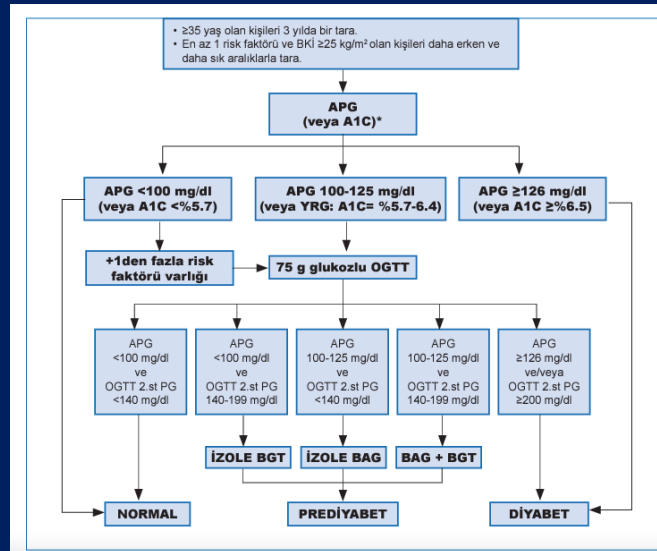 • ≥35 yaş olan kişileri 3 yılda bir tara.
• En az 1 risk faktörü ve BKİ ≥25 kg/m² olan kişileri daha erken ve
daha sık aralıklarla tara.
APG
(veya A1C)*
APG <100 mg/dl
(veya A1C <%5.7)
APG 100-125 mg/dl
(veya YRG: A1C= %5.7-6.4)
APG ≥126 mg/dl
(veya A1C ≥%6.5)
+1den fazla risk
faktörü varlığı
75 g glukozlu OGTT
APG
<100 mg/dl
ve
OGTT 2.st PG
<140 mg/dl
APG
<100 mg/dl
ve
OGTT 2.st PG
140-199 mg/dl
APG
100-125 mg/dl
ve
OGTT 2.st PG
<140 mg/dl
APG
100-125 mg/dl
ve
OGTT 2.st PG
140-199 mg/dl
APG
≥126 mg/dl
ve/veya
OGTT 2.st PG
≥200 mg/dl
İZOLE BGT
İZOLE BAG
BAG + BGT
NORMAL
PREDİYABET
DİYABET